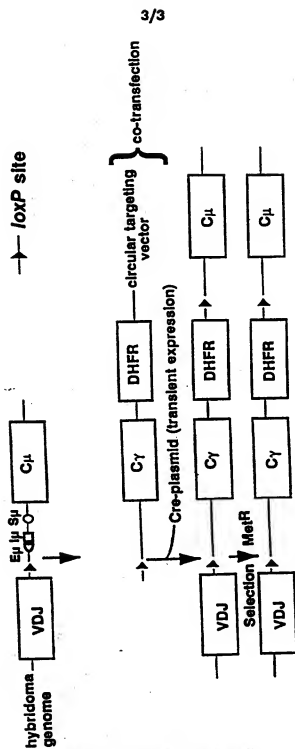 3/3
loxP site
Eμ Iμ Sμ
hybridoma
genome
VDJ
Cμ
Cγ
DHFR
circular targeting
vector
co-transfection
Cre-plasmid (transient expression)
VDJ
Cγ
DHFR
Cμ
Selection
MetR
VDJ
Cγ
DHFR
Cμ